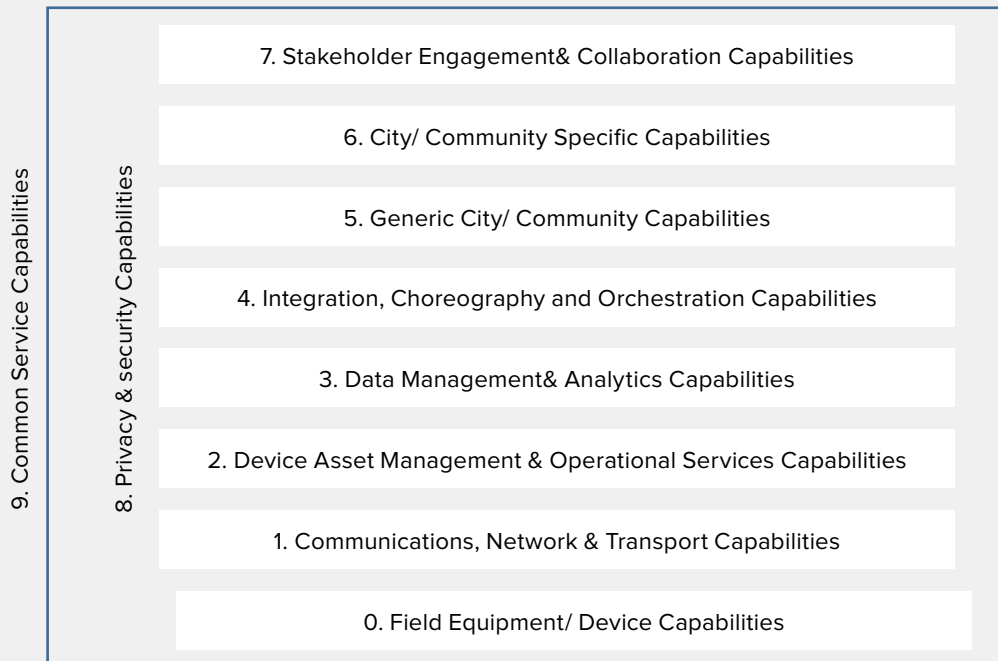 7. Stakeholder Engagement& Collaboration Capabilities
6. City/ Community Specific Capabilities
5. Generic City/ Community Capabilities
4. Integration, Choreography and Orchestration Capabilities
3. Data Management& Analytics Capabilities
2. Device Asset Management & Operational Services Capabilities
1. Communications, Network & Transport Capabilities
0. Field Equipment/ Device Capabilities
8. Privacy & security Capabilities
9. Common Service Capabilities